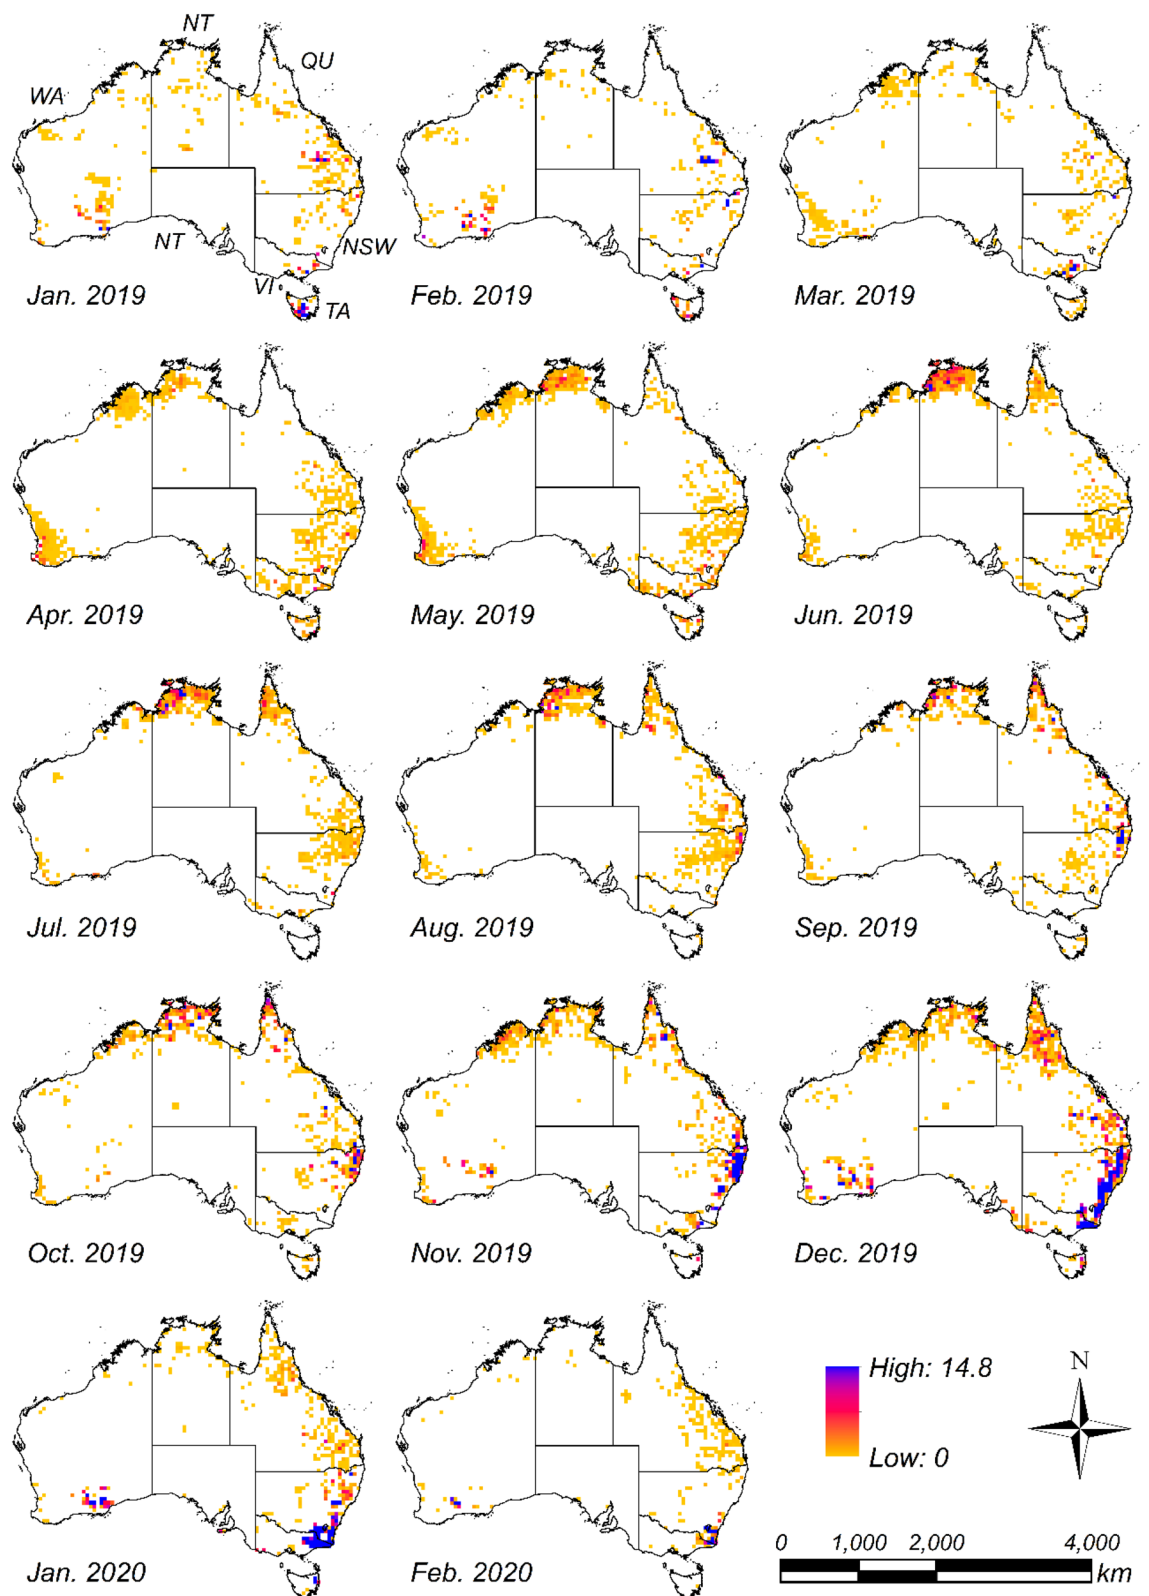 NT
QU
WA
NT
NSW
VI
TA
Jan. 2019
Feb. 2019
Mar. 2019
Apr. 2019
May. 2019
Jun. 2019
Jul. 2019
Aug. 2019
Sep. 2019
Oct. 2019
Nov. 2019
Dec. 2019
Jan. 2020
Feb. 2020
High: 14.8
Low: 0
N
0 1,000 2,000 4,000
km